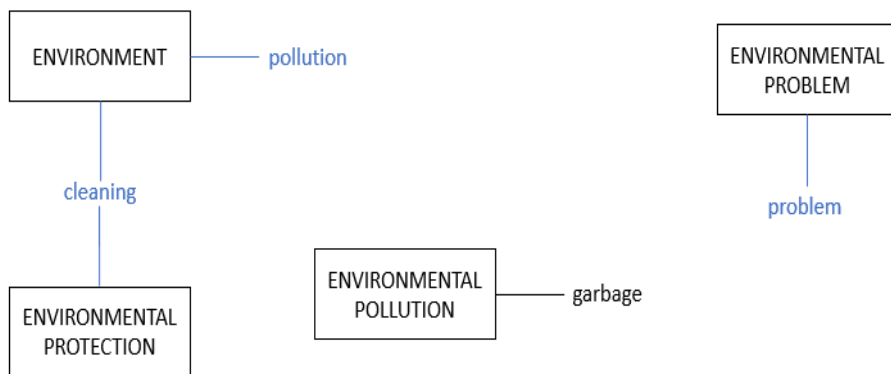 ENVIRONMENT
pollution
ENVIRONMENTAL
PROBLEM
cleaning
problem
ENVIRONMENTAL
POLLUTION
garbage
ENVIRONMENTAL
PROTECTION